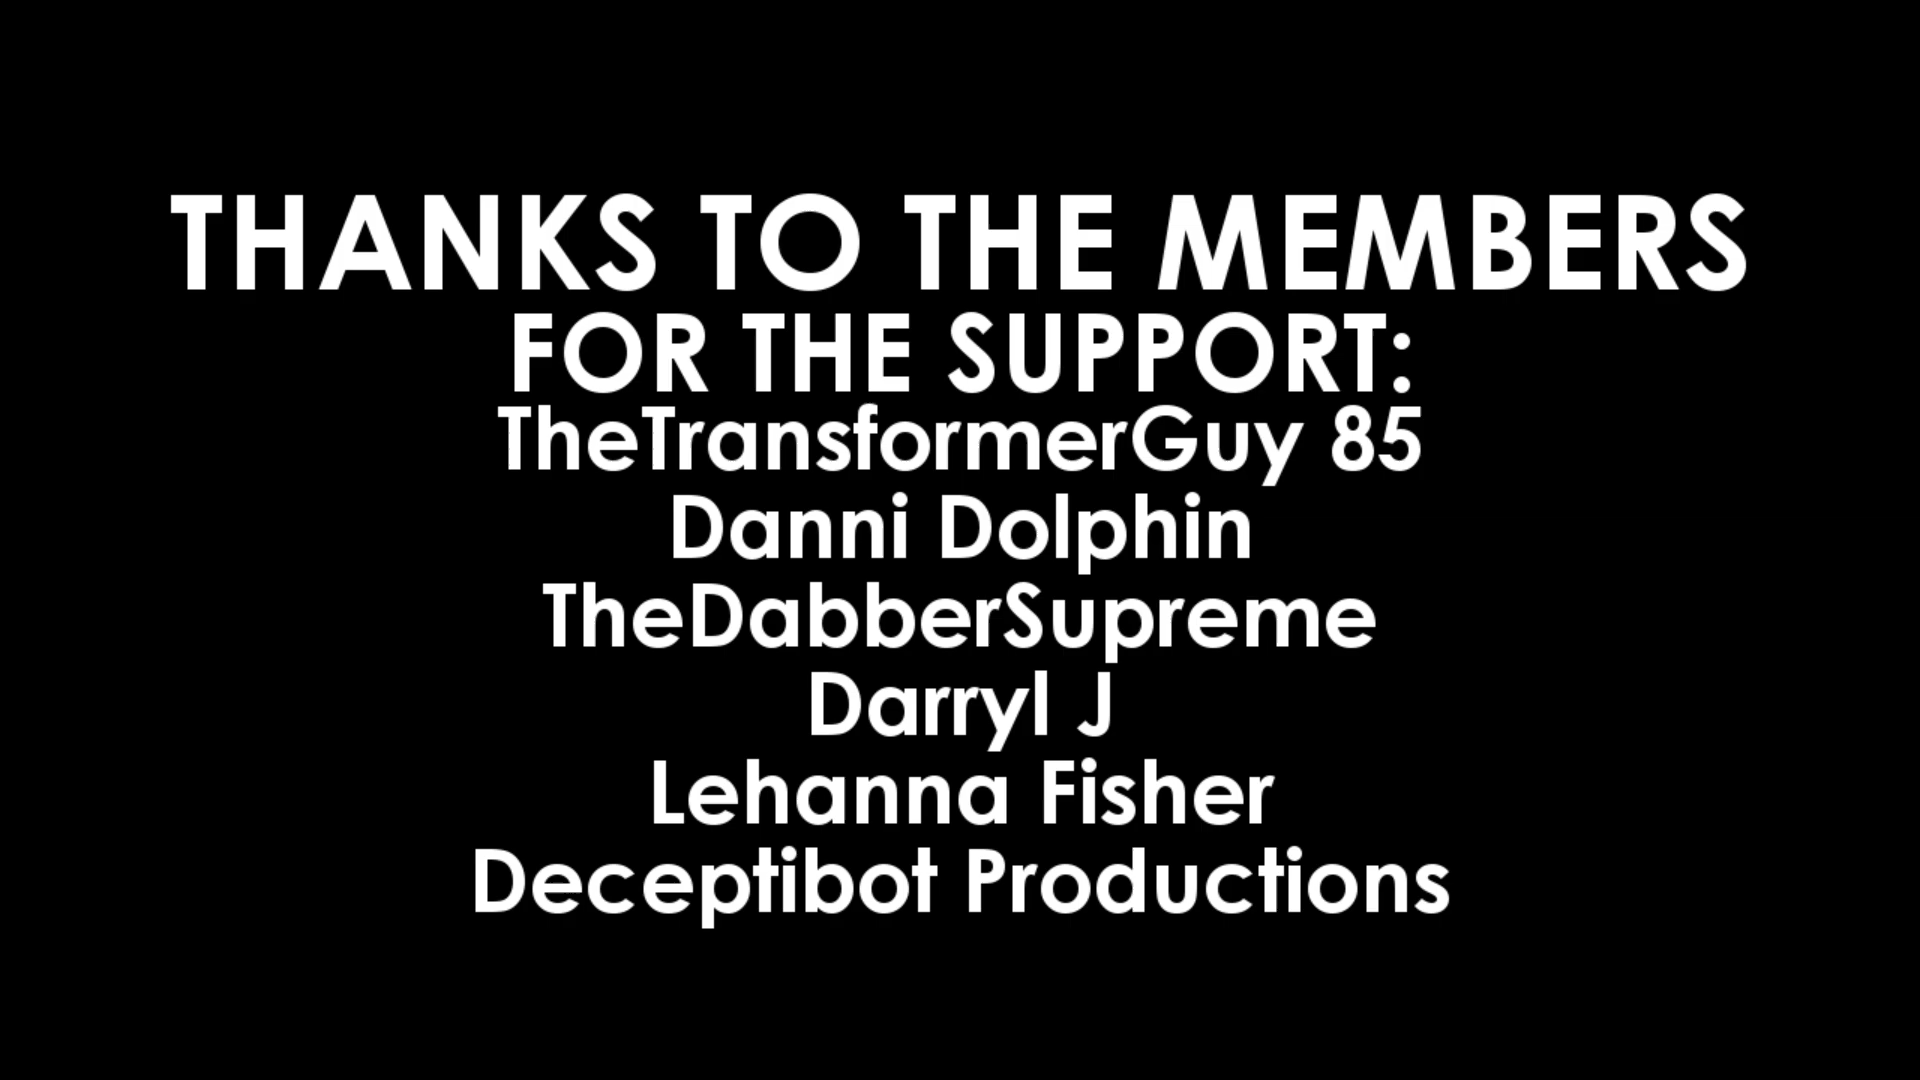 THANKS TO THE MEMBERS
FOR THE SUPPORT:
TheTransformerGuy 85
Danni Dolphin
TheDabberSupreme
Darryl J
Lehanna Fisher
Deceptibot Productions